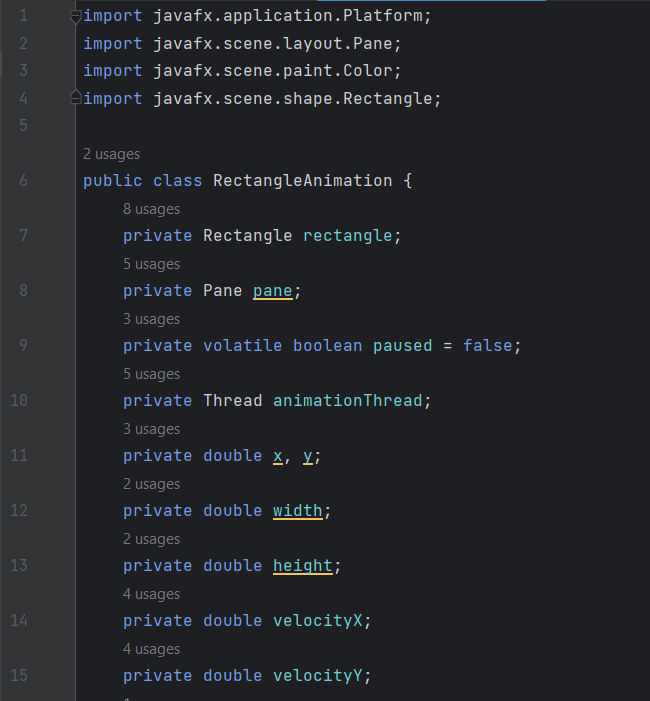 1 import javafx.application.Platform;
2 import javafx.scene.layout.Pane;
3 import javafx.scene.paint.Color;
4 import javafx.scene.shape.Rectangle;
5
2 usages
6 public class RectangleAnimation {
8 usages
7 private Rectangle rectangle;
5 usages
8 private Pane pane;
3 usages
9 private volatile boolean paused = false;
5 usages
10 private Thread animationThread;
3 usages
11 private double x, y;
2 usages
12 private double width;
2 usages
13 private double height;
4 usages
14 private double velocityX;
4 usages
15 private double velocityY;